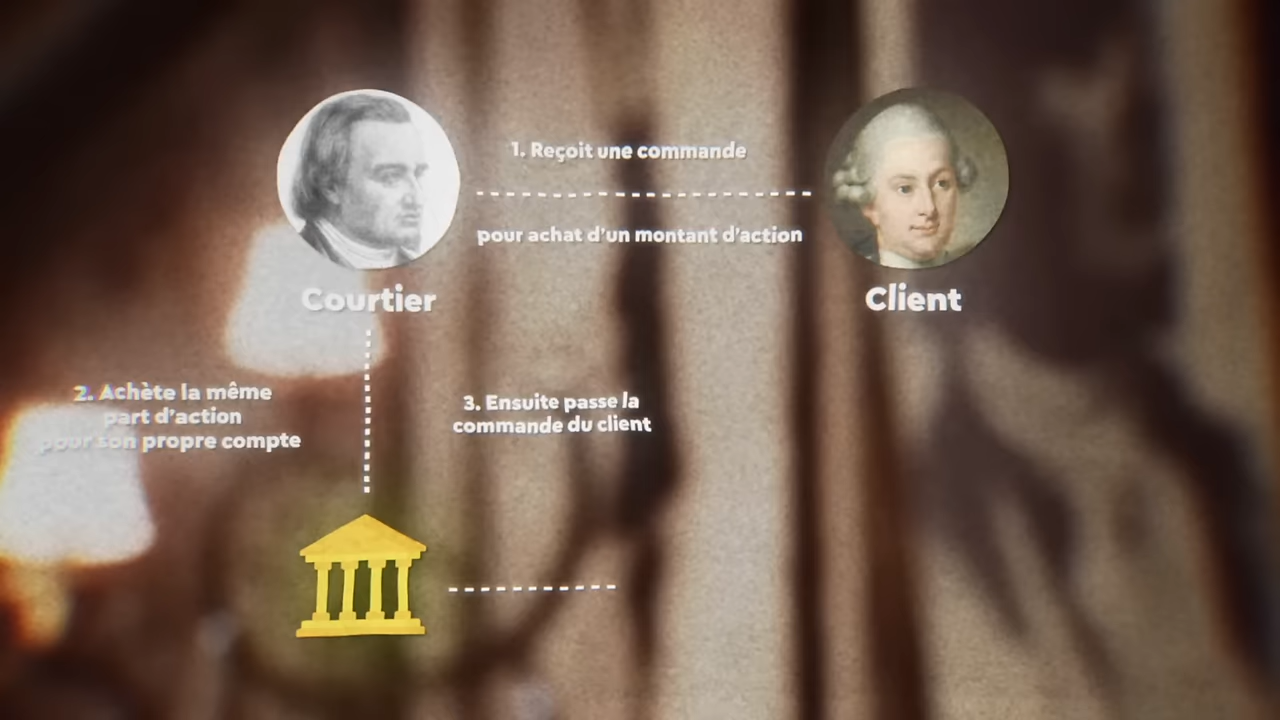 1. Reçoit une commande
pour achat d'un montant d'action
Courtier
Client
2. Achète la même
part d'action
pour son propre compte
3. Ensuite passe la
commande du client